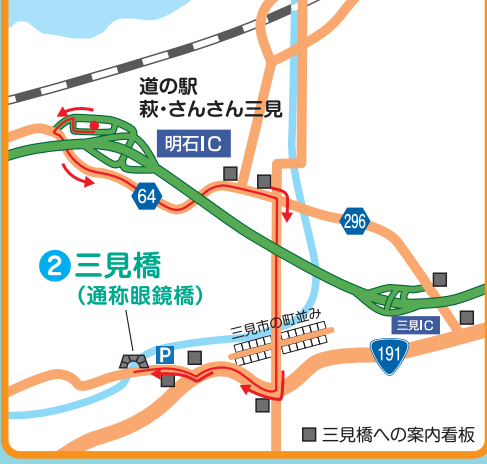 道の駅
萩・さんさん三見
明石IC
64
296
2 三見橋
(通称眼鏡橋)
三見市の町並み
三見IC
P
191
三見橋への案内看板